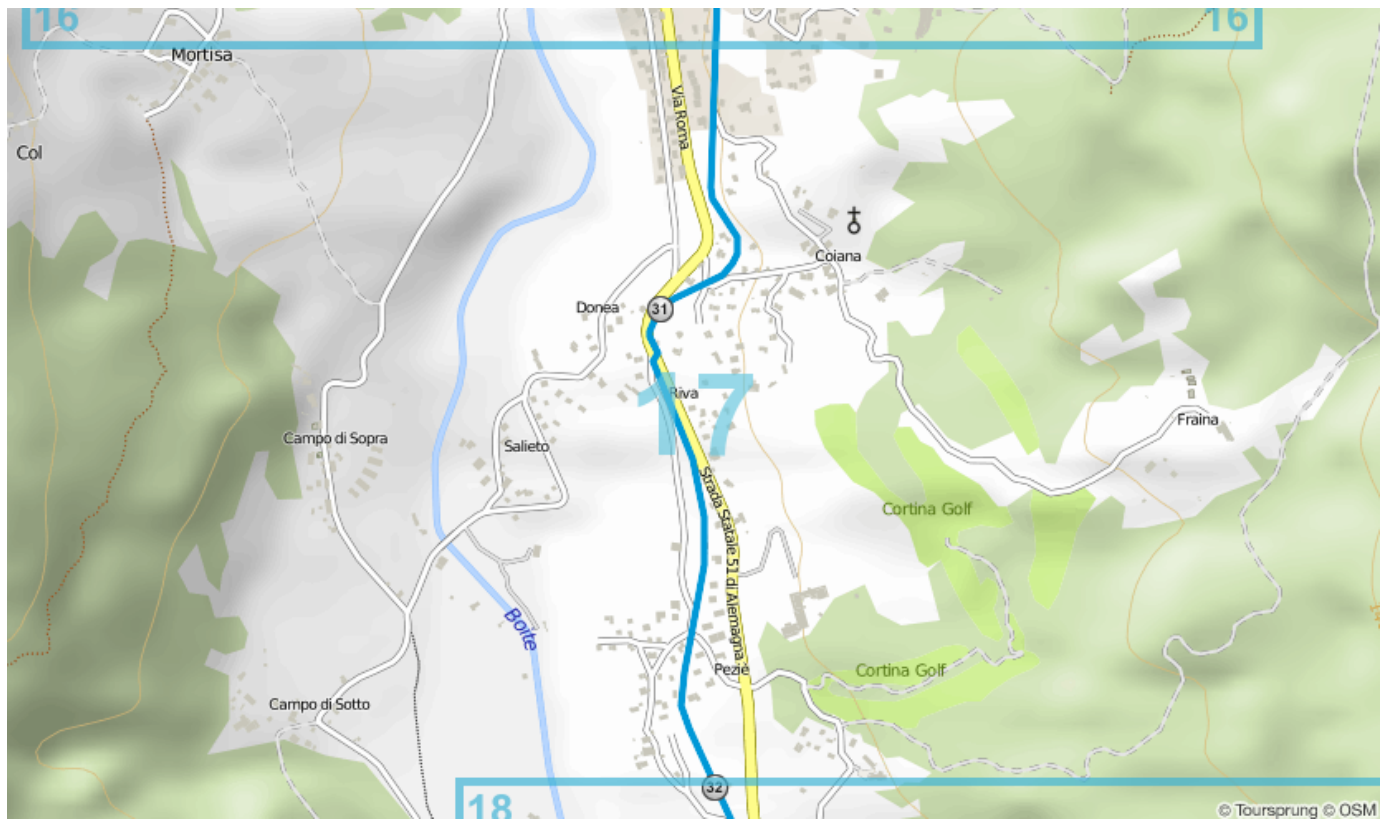 16
16
Mortisa
Via Roma
Col
Coiana
Donea
31
Riva
17
Fraina
Campo di Sopra
Salieto
Strada Statale 51 di Alemagna
Cortina Golf
Boite
Pezié
Cortina Golf
Campo di Sotto
32
18
© Toursprung © OSM